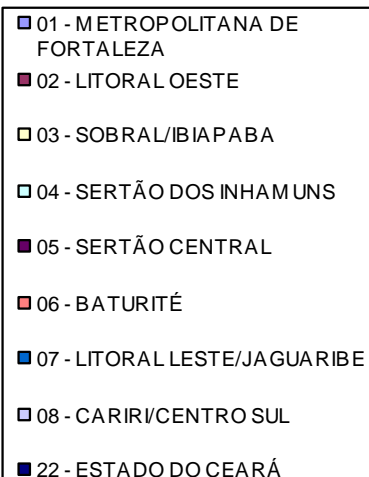 01 - METROPOLITANA DE
FORTALEZA
02 - LITORAL OESTE
03 - SOBRAL/IBIAPABA
04 - SERTÃO DOS INHAMUNS
05 - SERTÃO CENTRAL
06 - BATURITÉ
07 - LITORAL LESTE/JAGUARIBE
08 - CARIRI/CENTRO SUL
22 - ESTADO DO CEARÁ